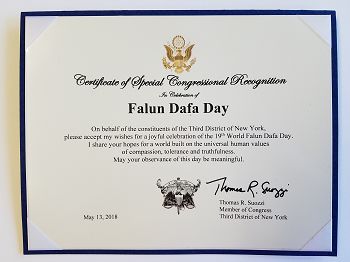 Certificate of Special Congressional Recognition
In Celebration of
Falun Dafa Day
On behalf of the constituents of the Third District of New York,
please accept my wishes for a joyful celebration of the 19th World Falun Dafa Day.
I share your hopes for a world built on the universal human values
of compassion, tolerance and truthfulness.
May your observance of this day be meaningful.
Thomas R. Suozzi
May 13, 2018
Thomas R. Suozzi
Member of Congress
Third District of New York